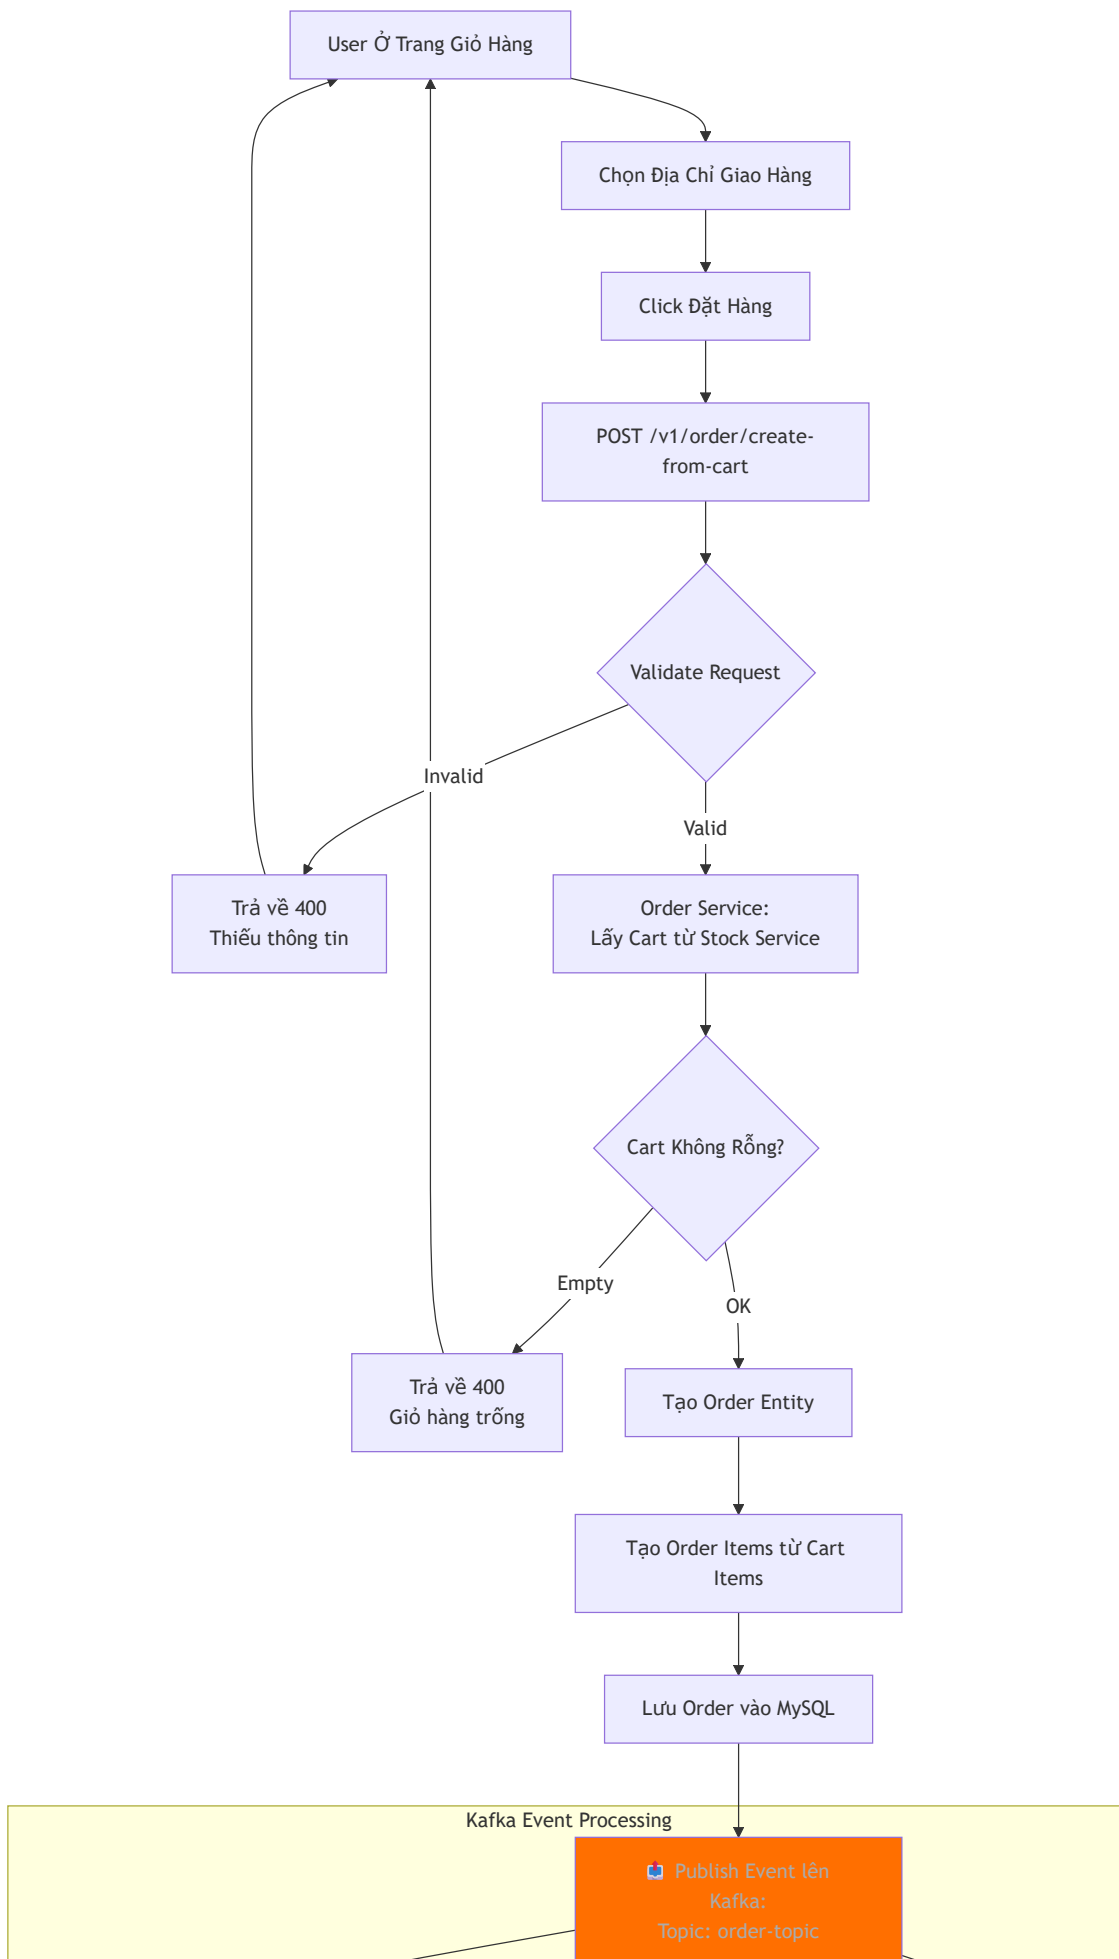 User Ở Trang Giỏ Hàng
Chọn Địa Chỉ Giao Hàng
Click Đặt Hàng
POST /v1/order/create-
from-cart
Validate Request
Invalid
Valid
Trả về 400
Thiếu thông tin
Order Service:
Lấy Cart từ Stock Service
Cart Không Rỗng?
Empty
OK
Trả về 400
Giỏ hàng trống
Tạo Order Entity
Tạo Order Items từ Cart
Items
Lưu Order vào MySQL
Kafka Event Processing
📤 Publish Event lên
Kafka:
Topic: order-topic